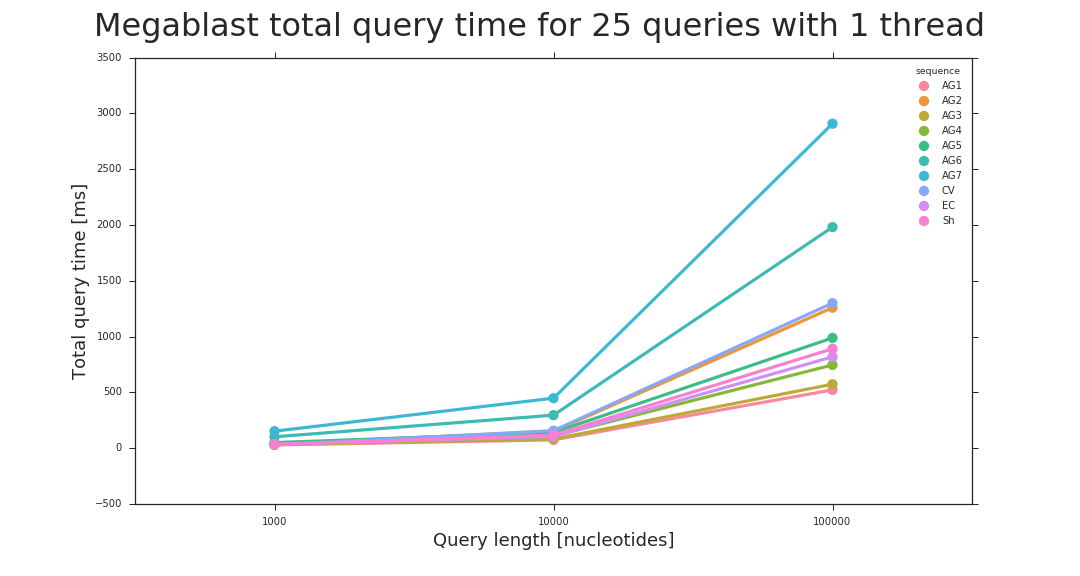 Megablast total query time for 25 queries with 1 thread
3500
3000
2500
2000
1500
1000
500
0
−500
Total query time [ms]
sequence
AG1
AG2
AG3
AG4
AG5
AG6
AG7
CV
EC
Sh
1000
10000
100000
Query length [nucleotides]